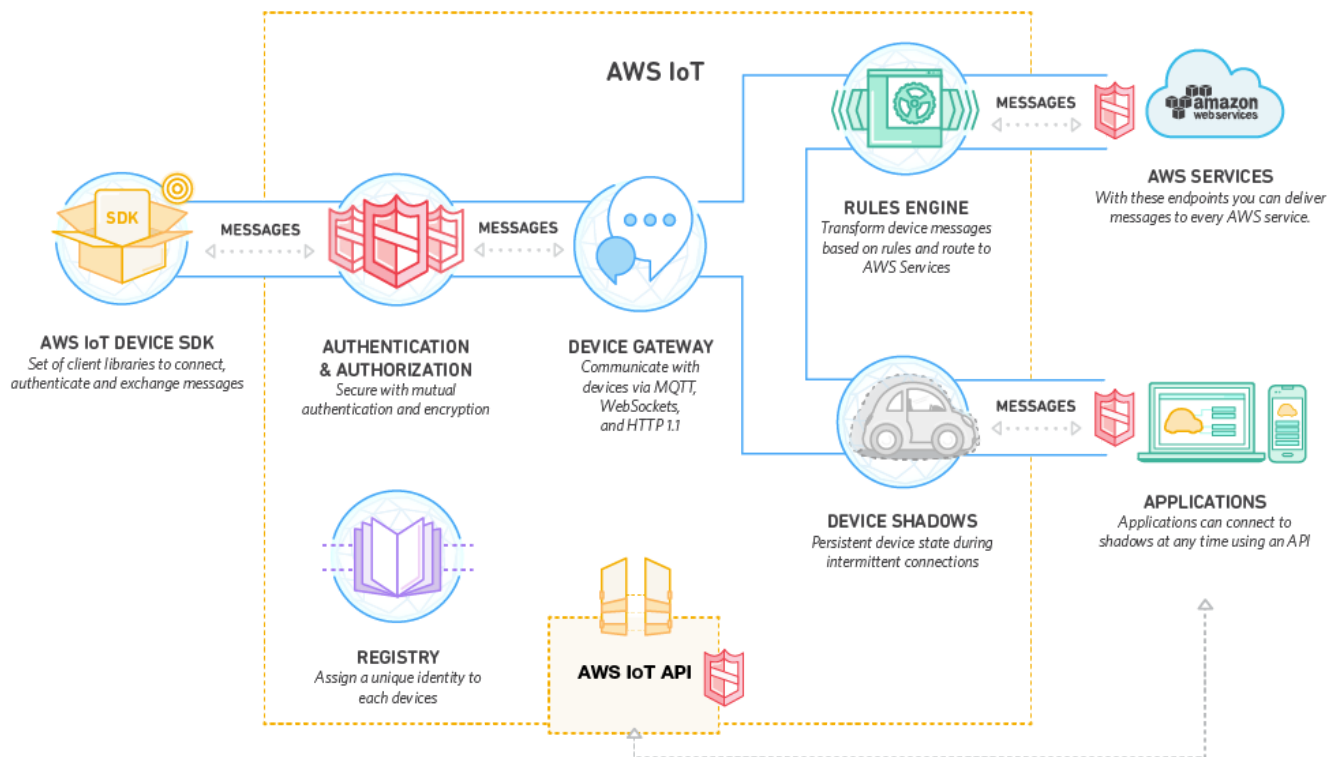 AWS IoT
MESSAGES
amazon
webservices
AWS SERVICES
With these endpoints you can deliver
messages to every AWS service.
SDK
MESSAGES
MESSAGES
RULES ENGINE
Transform device messages
based on rules and route to
AWS Services
AWS IoT DEVICE SDK
Set of client libraries to connect,
authenticate and exchange messages
AUTHENTICATION
& AUTHORIZATION
Secure with mutual
authentication and encryption
DEVICE GATEWAY
Communicate with
devices via MQTT,
WebSockets,
and HTTP 1.1
MESSAGES
DEVICE SHADOWS
Persistent device state during
intermittent connections
APPLICATIONS
Applications can connect to
shadows at any time using an API
REGISTRY
Assign a unique identity to
each devices
AWS IoT API